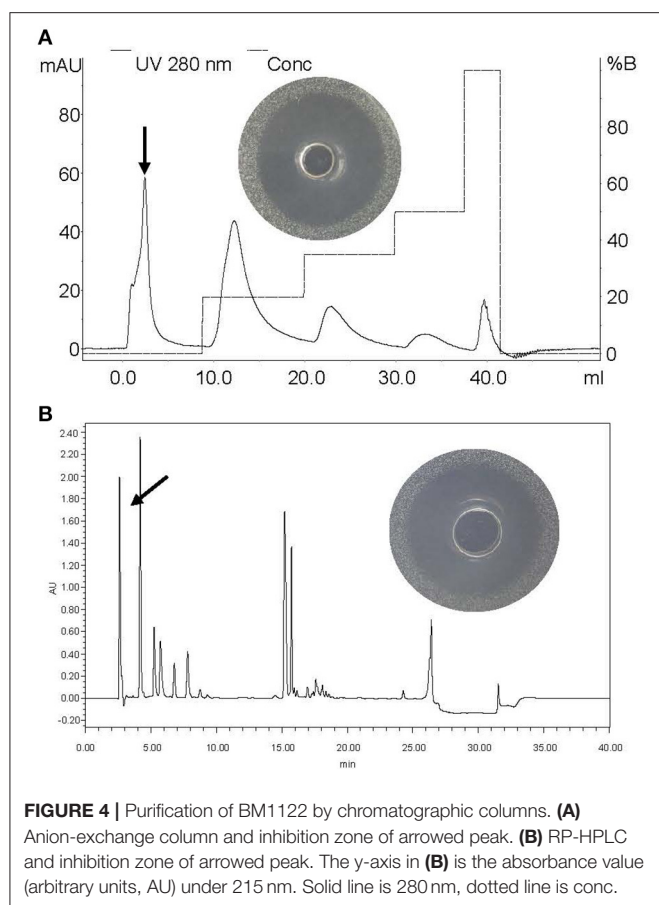 A
mAU UV 280 nm Conc %B
80 80
60 60
40 40
20 20
0 0
0.0 10.0 20.0 30.0 40.0 ml
B
2.40
2.20
2.00
1.80
1.60
1.40
1.20
1.00
0.80
0.60
0.40
0.20
0.00
-0.20
AU
0.00 5.00 10.00 15.00 20.00 25.00 30.00 35.00 40.00
min
FIGURE 4 | Purification of BM1122 by chromatographic columns. (A)
Anion-exchange column and inhibition zone of arrowed peak. (B) RP-HPLC
and inhibition zone of arrowed peak. The y-axis in (B) is the absorbance value
(arbitrary units, AU) under 215 nm. Solid line is 280 nm, dotted line is conc.